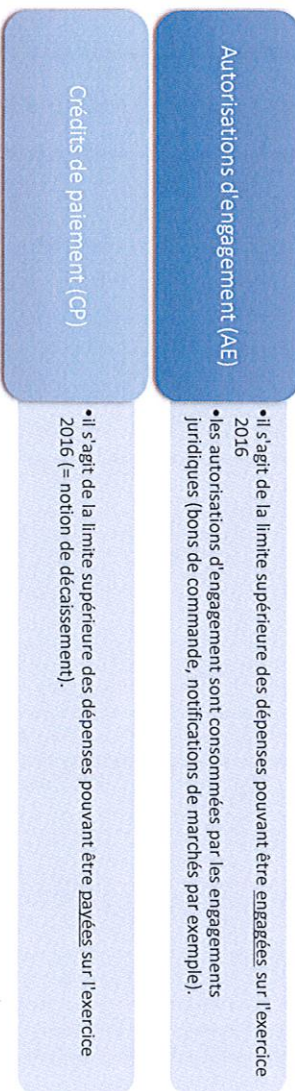 Autorisations d'engagement (AE)
•il s'agit de la limite supérieure des dépenses pouvant être engagées sur l'exercice
2016
•les autorisations d'engagement sont consommées par les engagements
juridiques (bons de commande, notifications de marchés par exemple).
Crédits de paiement (CP)
•il s'agit de la limite supérieure des dépenses pouvant être payées sur l'exercice
2016 (= notion de décaissement).